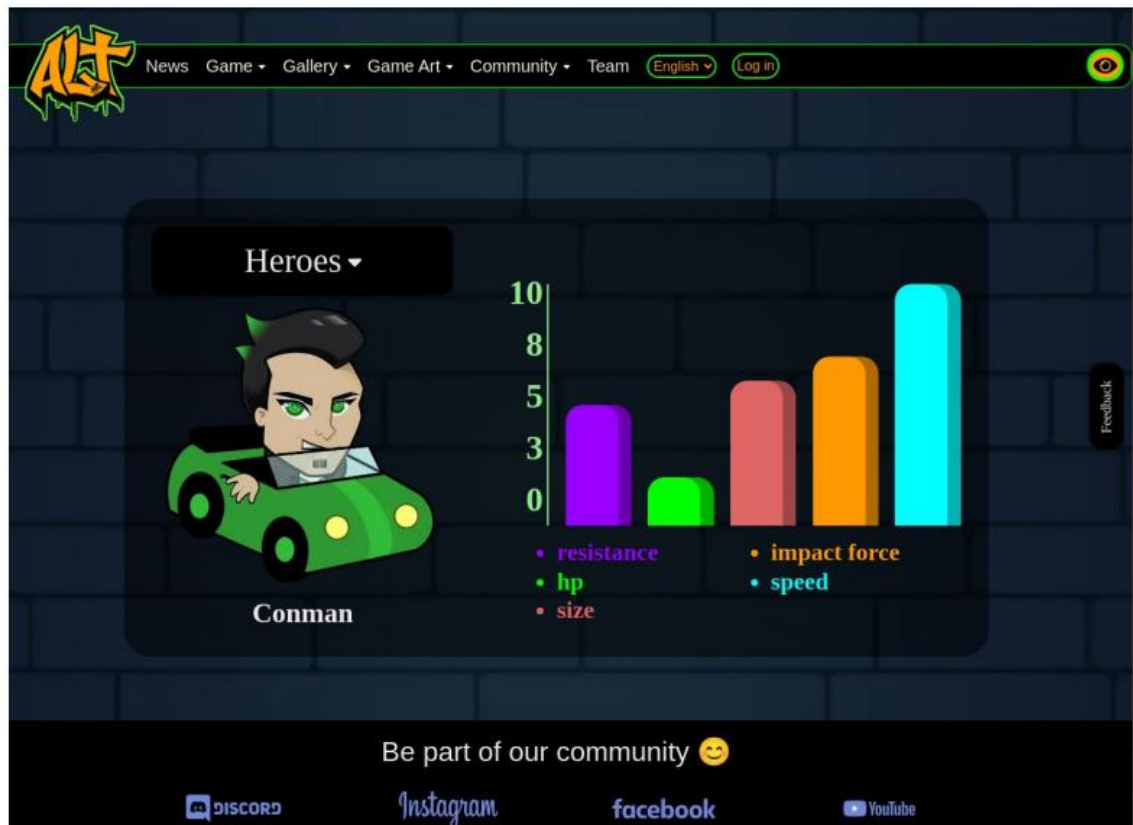 ALT
News Game Gallery Game Art Community Team English Log in
Heroes
10
8
5
3
0
resistance
hp
size
impact force
speed
Conman
Feedback
Be part of our community 😊
DISCORD Instagram facebook YouTube